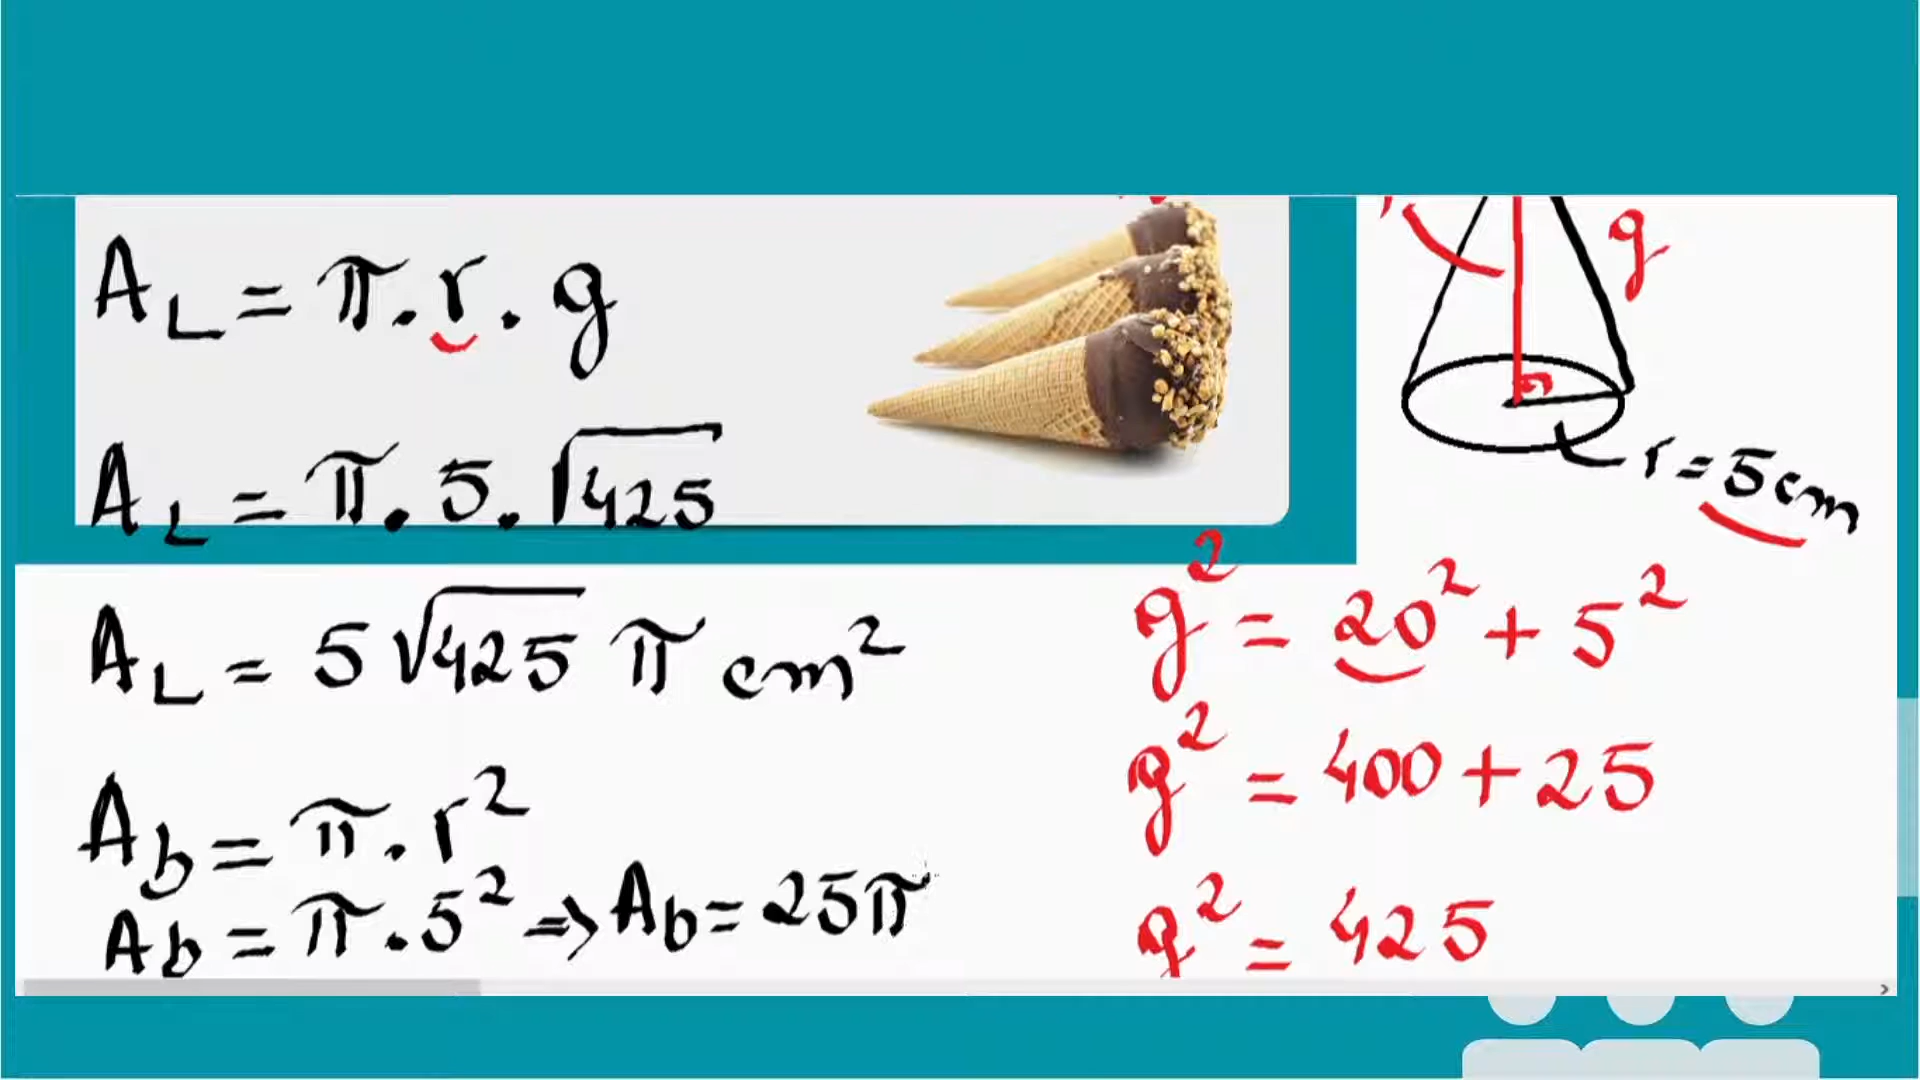 A_L = π . r . g
A_L = π . 5 . √425
A_L = 5 √425 π cm²
A_b = π . r²
A_b = π . 5² ⇒ A_b = 25π
g
r = 5cm
g² = 20² + 5²
g² = 400 + 25
g² = 425